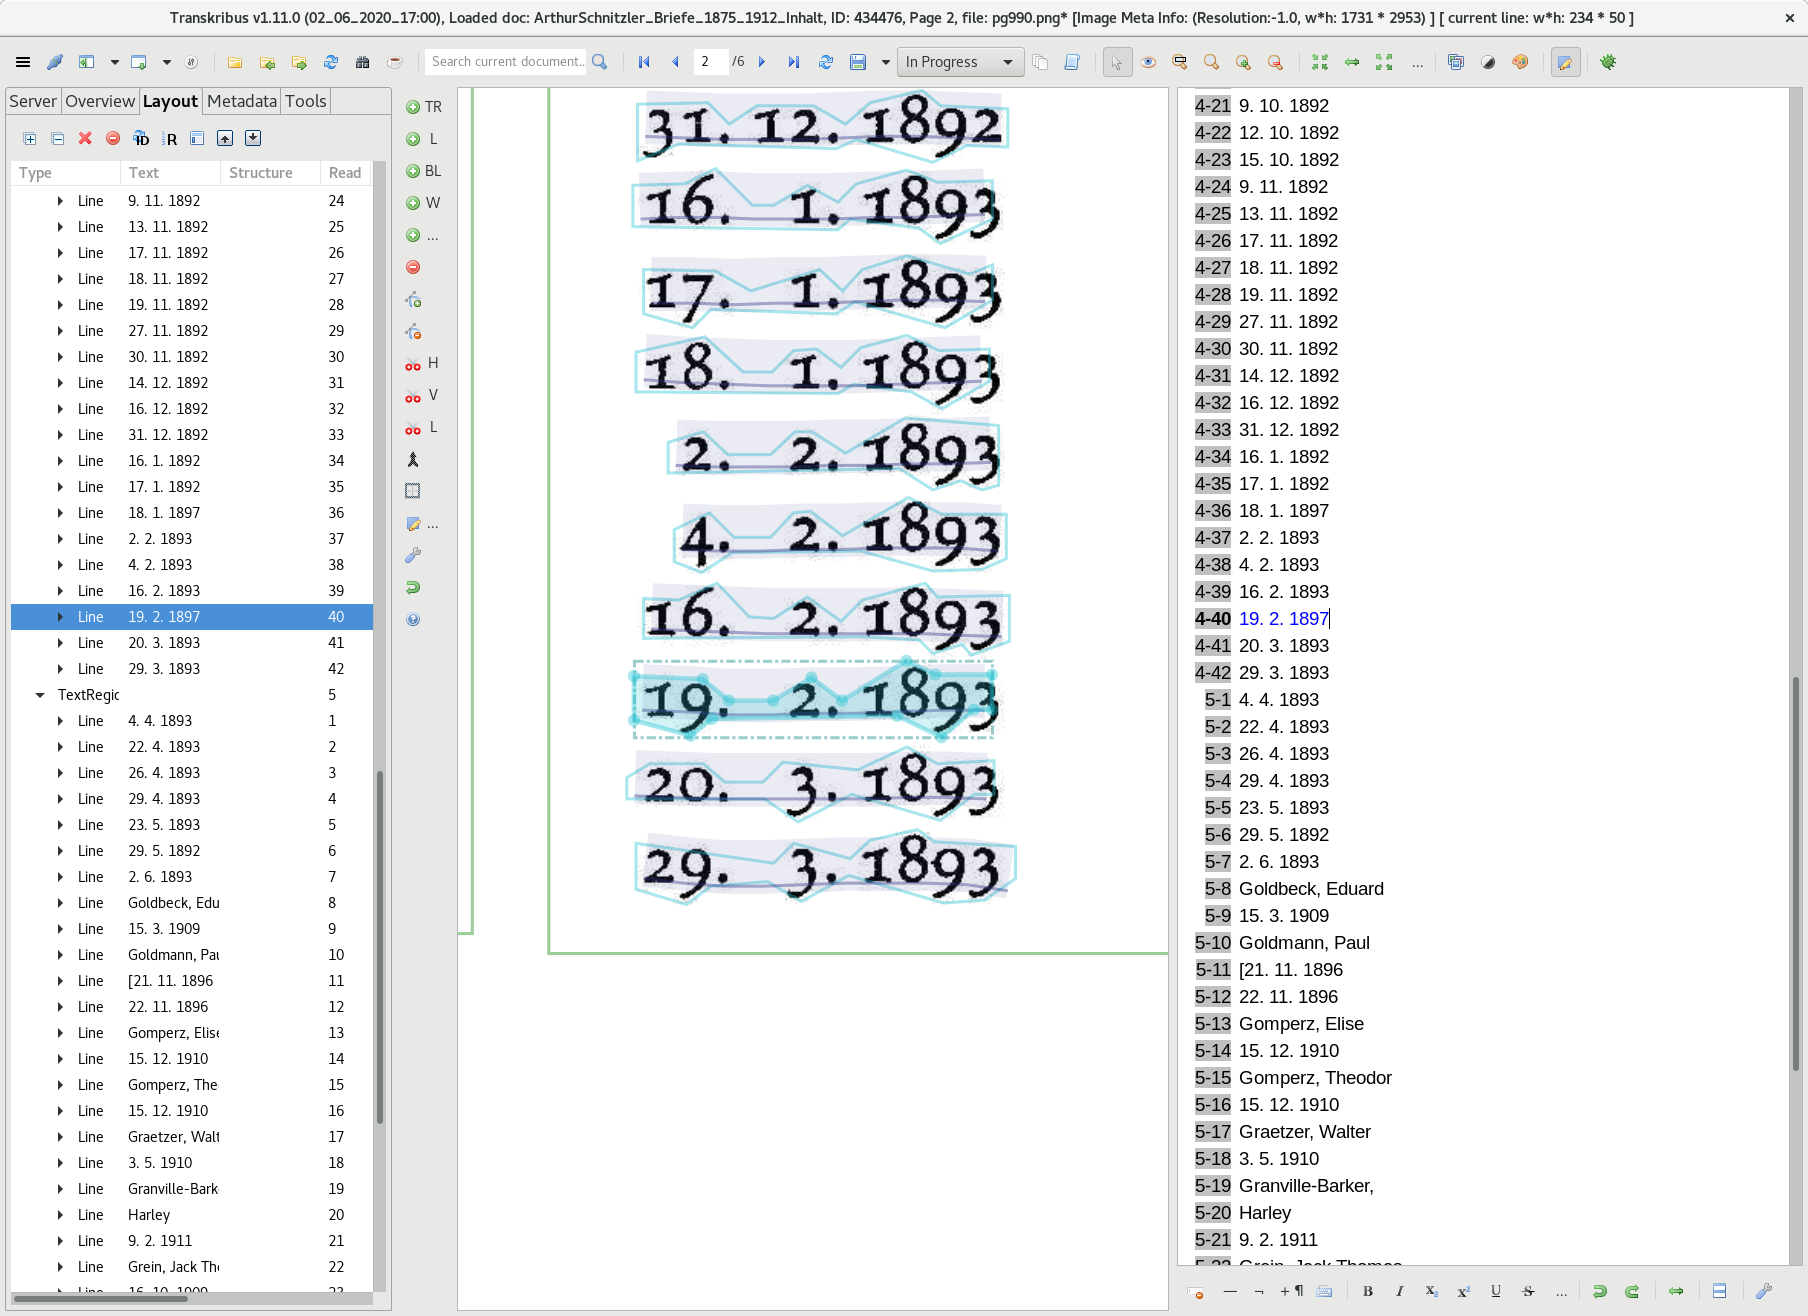 Transkribus v1.11.0 (02_06_2020_17:00), Loaded doc: ArthurSchnitzler_Briefe_1875_1912_Inhalt, ID: 434476, Page 2, file: pg990.png* [Image Meta Info: (Resolution:-1.0, w*h: 1731 * 2953) ] [ current line: w*h: 234 * 50 ]
Search current document... 2 /6 In Progress ...
Server Overview Layout Metadata Tools
ID R
Type Text Structure Read
Line 9. 11. 1892 24
Line 13. 11. 1892 25
Line 17. 11. 1892 26
Line 18. 11. 1892 27
Line 19. 11. 1892 28
Line 27. 11. 1892 29
Line 30. 11. 1892 30
Line 14. 12. 1892 31
Line 16. 12. 1892 32
Line 31. 12. 1892 33
Line 16. 1. 1892 34
Line 17. 1. 1892 35
Line 18. 1. 1897 36
Line 2. 2. 1893 37
Line 4. 2. 1893 38
Line 16. 2. 1893 39
Line 19. 2. 1897 40
Line 20. 3. 1893 41
Line 29. 3. 1893 42
TextRegic 5
Line 4. 4. 1893 1
Line 22. 4. 1893 2
Line 26. 4. 1893 3
Line 29. 4. 1893 4
Line 23. 5. 1893 5
Line 29. 5. 1892 6
Line 2. 6. 1893 7
Line Goldbeck, Edu 8
Line 15. 3. 1909 9
Line Goldmann, Pau 10
Line [21. 11. 1896 11
Line 22. 11. 1896 12
Line Gomperz, Elise 13
Line 15. 12. 1910 14
Line Gomperz, The 15
Line 15. 12. 1910 16
Line Graetzer, Walt 17
Line 3. 5. 1910 18
Line Granville-Bark 19
Line Harley 20
Line 9. 2. 1911 21
Line Grein, Jack Th 22
Line 16. 10. 1909 23
TR
L
BL
W
...
H
V
L
...
31. 12. 1892
16. 1. 1893
17. 1. 1893
18. 1. 1893
2. 2. 1893
4. 2. 1893
16. 2. 1893
19. 2. 1893
20. 3. 1893
29. 3. 1893
4-21 9. 10. 1892
4-22 12. 10. 1892
4-23 15. 10. 1892
4-24 9. 11. 1892
4-25 13. 11. 1892
4-26 17. 11. 1892
4-27 18. 11. 1892
4-28 19. 11. 1892
4-29 27. 11. 1892
4-30 30. 11. 1892
4-31 14. 12. 1892
4-32 16. 12. 1892
4-33 31. 12. 1892
4-34 16. 1. 1892
4-35 17. 1. 1892
4-36 18. 1. 1897
4-37 2. 2. 1893
4-38 4. 2. 1893
4-39 16. 2. 1893
4-40 19. 2. 1897
4-41 20. 3. 1893
4-42 29. 3. 1893
5-1 4. 4. 1893
5-2 22. 4. 1893
5-3 26. 4. 1893
5-4 29. 4. 1893
5-5 23. 5. 1893
5-6 29. 5. 1892
5-7 2. 6. 1893
5-8 Goldbeck, Eduard
5-9 15. 3. 1909
5-10 Goldmann, Paul
5-11 [21. 11. 1896
5-12 22. 11. 1896
5-13 Gomperz, Elise
5-14 15. 12. 1910
5-15 Gomperz, Theodor
5-16 15. 12. 1910
5-17 Graetzer, Walter
5-18 3. 5. 1910
5-19 Granville-Barker,
5-20 Harley
5-21 9. 2. 1911
5-22 Grein, Jack Thomas
— ¬ +¶ B I X₂ X² U S ...